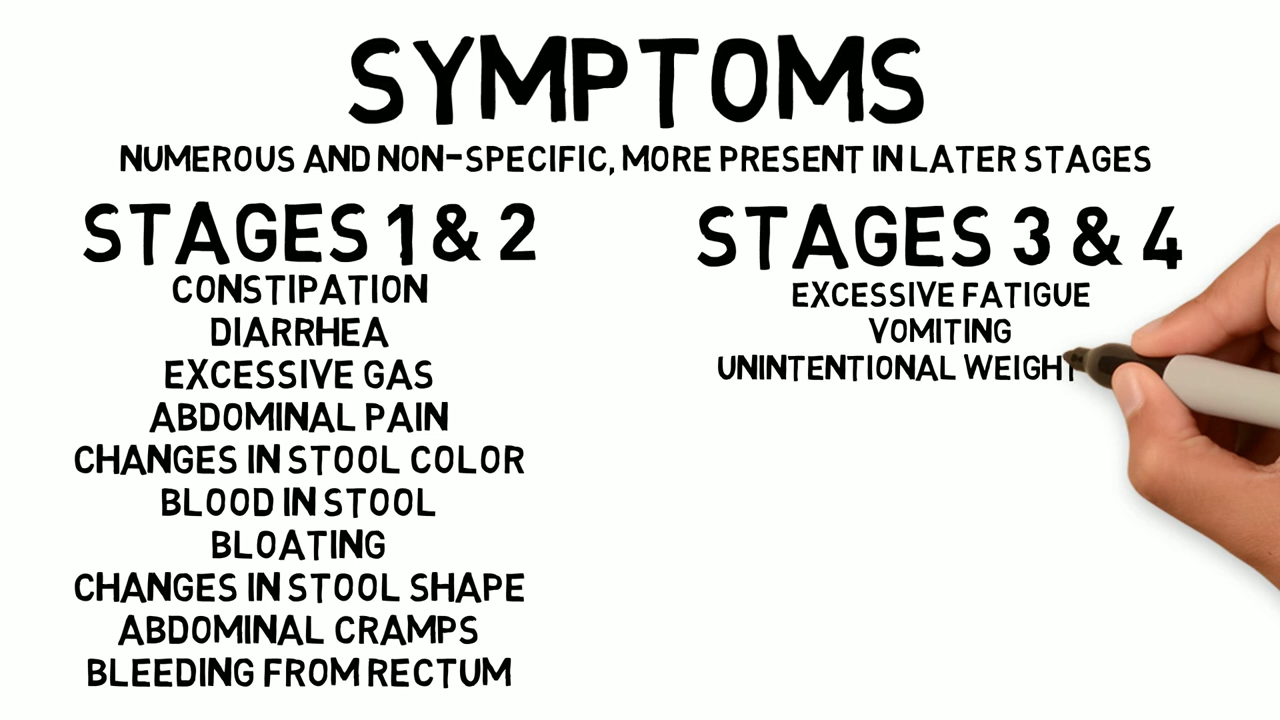 SYMPTOMS
NUMEROUS AND NON-SPECIFIC, MORE PRESENT IN LATER STAGES
STAGES 1 & 2
CONSTIPATION
DIARRHEA
EXCESSIVE GAS
ABDOMINAL PAIN
CHANGES IN STOOL COLOR
BLOOD IN STOOL
BLOATING
CHANGES IN STOOL SHAPE
ABDOMINAL CRAMPS
BLEEDING FROM RECTUM
STAGES 3 & 4
EXCESSIVE FATIGUE
VOMITING
UNINTENTIONAL WEIGHT